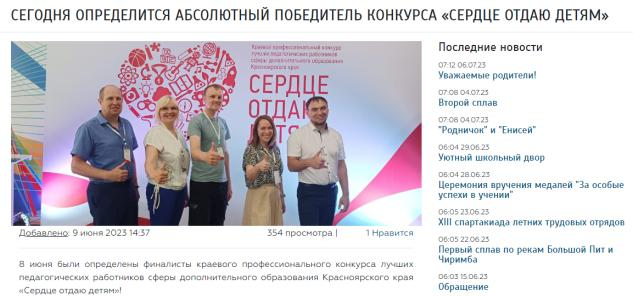 СЕГОДНЯ ОПРЕДЕЛИТСЯ АБСОЛЮТНЫЙ ПОБЕДИТЕЛЬ КОНКУРСА «СЕРДЦЕ ОТДАЮ ДЕТЯМ»
Краевой профессиональный конкурс
лучших педагогических работников
сферы дополнительного образования
Красноярского края
СЕРДЦЕ
ОТДАЮ
ДЕТЯМ
Добавлено: 9 июня 2023 14:37
354 просмотра |
1 Нравится
8 июня были определены финалисты краевого профессионального конкурса лучших
педагогических работников сферы дополнительного образования Красноярского края
«Сердце отдаю детям»!
Последние новости
07:12 06.07.23
Уважаемые родители!
07:08 04.07.23
Второй сплав
07:08 04.07.23
"Родничок" и "Енисей"
06:04 29.06.23
Уютный школьный двор
06:04 28.06.23
Церемония вручения медалей "За особые
успехи в учении"
06:05 23.06.23
XIII спартакиада летних трудовых отрядов
06:05 22.06.23
Первый сплав по рекам Большой Пит и
Чиримба
06:03 15.06.23
Обращение